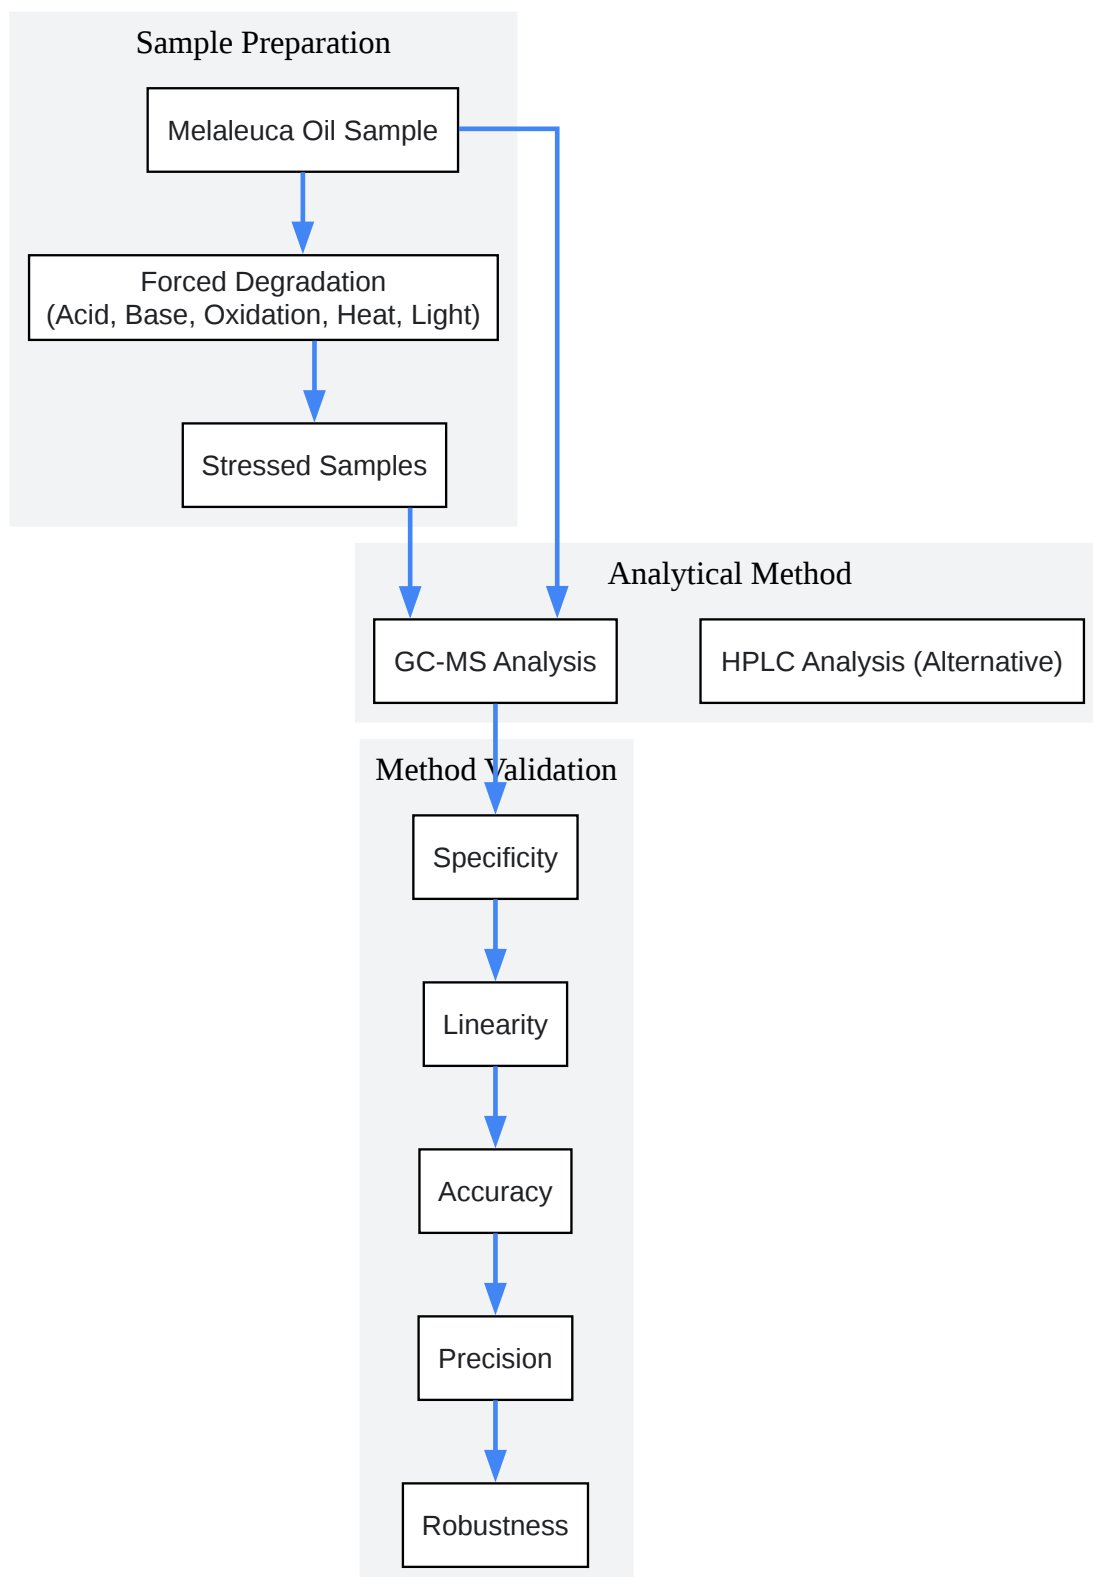 Sample Preparation
Melaleuca Oil Sample
Forced Degradation
(Acid, Base, Oxidation, Heat, Light)
Stressed Samples
Analytical Method
GC-MS Analysis
HPLC Analysis (Alternative)
Method Validation
Specificity
Linearity
Accuracy
Precision
Robustness